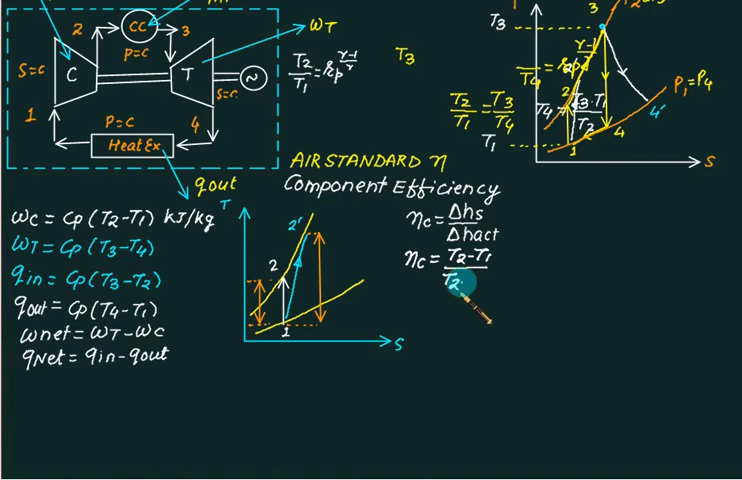 2 CC 3
P=C
ωT
S=C C T S=C ~
1 P=C 4
Heat Ex
qout
T2/T1 = rp^(γ-1/γ)
T3
T3 3
T2/T1 = T3/T4
P1=P4
T4 = T3·T1/T2
T1 1 2 4 4'
S
AIR STANDARD η
Component Efficiency
ωC = Cp(T2-T1) kJ/kg
ωT = Cp(T3-T4)
qin = Cp(T3-T2)
qout = Cp(T4-T1)
ωnet = ωT-ωC
qNet = qin-qout
T
2'
2
1
S
ηc = Δhs/Δhact
ηc = T2-T1/T2